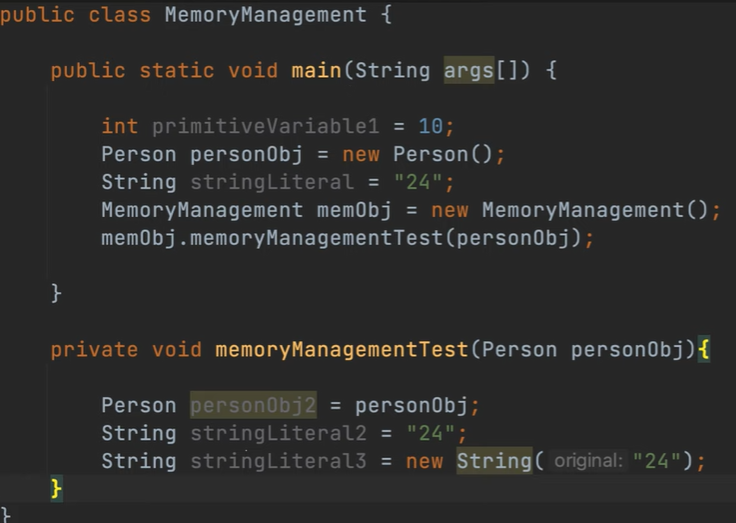 public class MemoryManagement {
public static void main(String args[]) {
int primitiveVariable1 = 10;
Person personObj = new Person();
String stringLiteral = "24";
MemoryManagement memObj = new MemoryManagement();
memObj.memoryManagementTest(personObj);
}
private void memoryManagementTest(Person personObj){
Person personObj2 = personObj;
String stringLiteral2 = "24";
String stringLiteral3 = new String( original: "24");
}
}